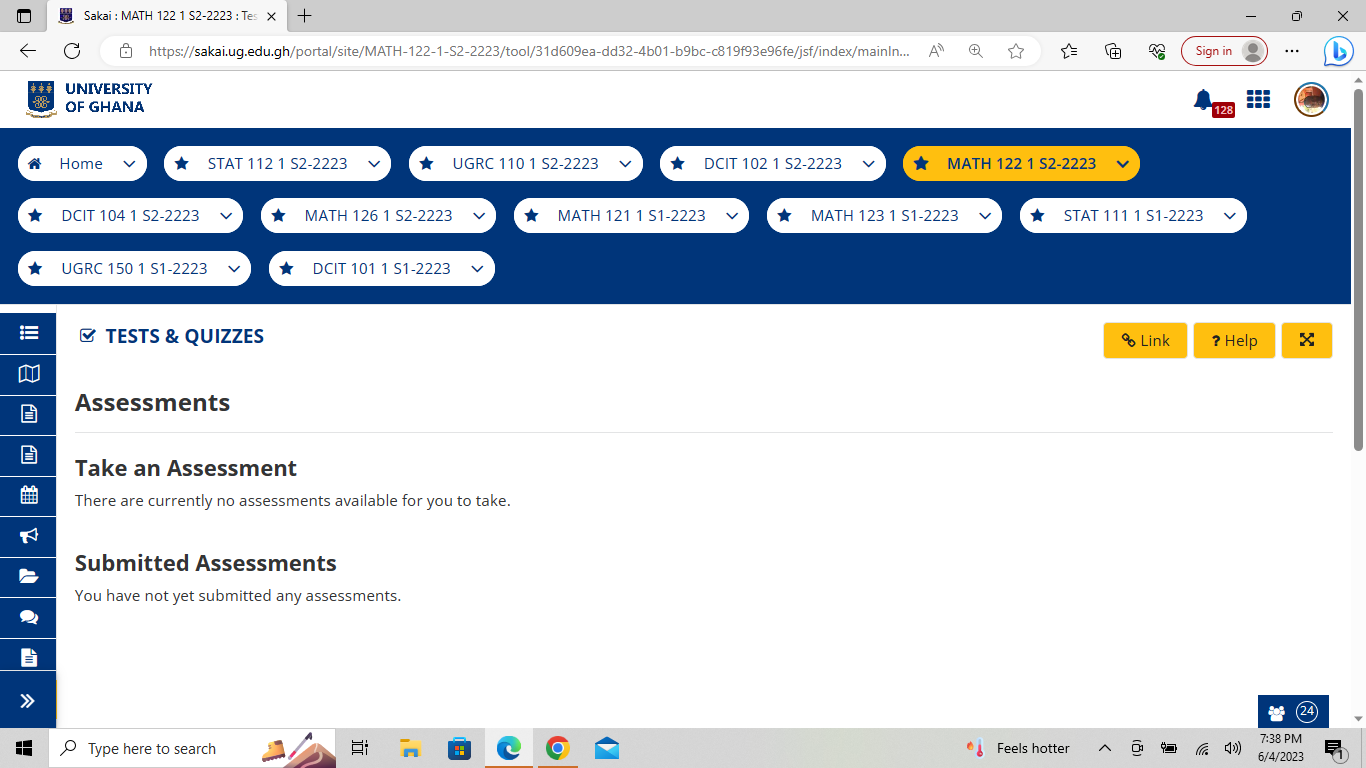 Sakai : MATH 122 1 S2-2223 : Tes
https://sakai.ug.edu.gh/portal/site/MATH-122-1-S2-2223/tool/31d609ea-dd32-4b01-b9bc-c819f93e96fe/jsf/index/mainIn...
Sign in
UNIVERSITY
OF GHANA
128
Home
STAT 112 1 S2-2223
UGRC 110 1 S2-2223
DCIT 102 1 S2-2223
MATH 122 1 S2-2223
DCIT 104 1 S2-2223
MATH 126 1 S2-2223
MATH 121 1 S1-2223
MATH 123 1 S1-2223
STAT 111 1 S1-2223
UGRC 150 1 S1-2223
DCIT 101 1 S1-2223
TESTS & QUIZZES
Link
? Help
Assessments
Take an Assessment
There are currently no assessments available for you to take.
Submitted Assessments
You have not yet submitted any assessments.
24
Type here to search
Feels hotter
7:38 PM
6/4/2023
1